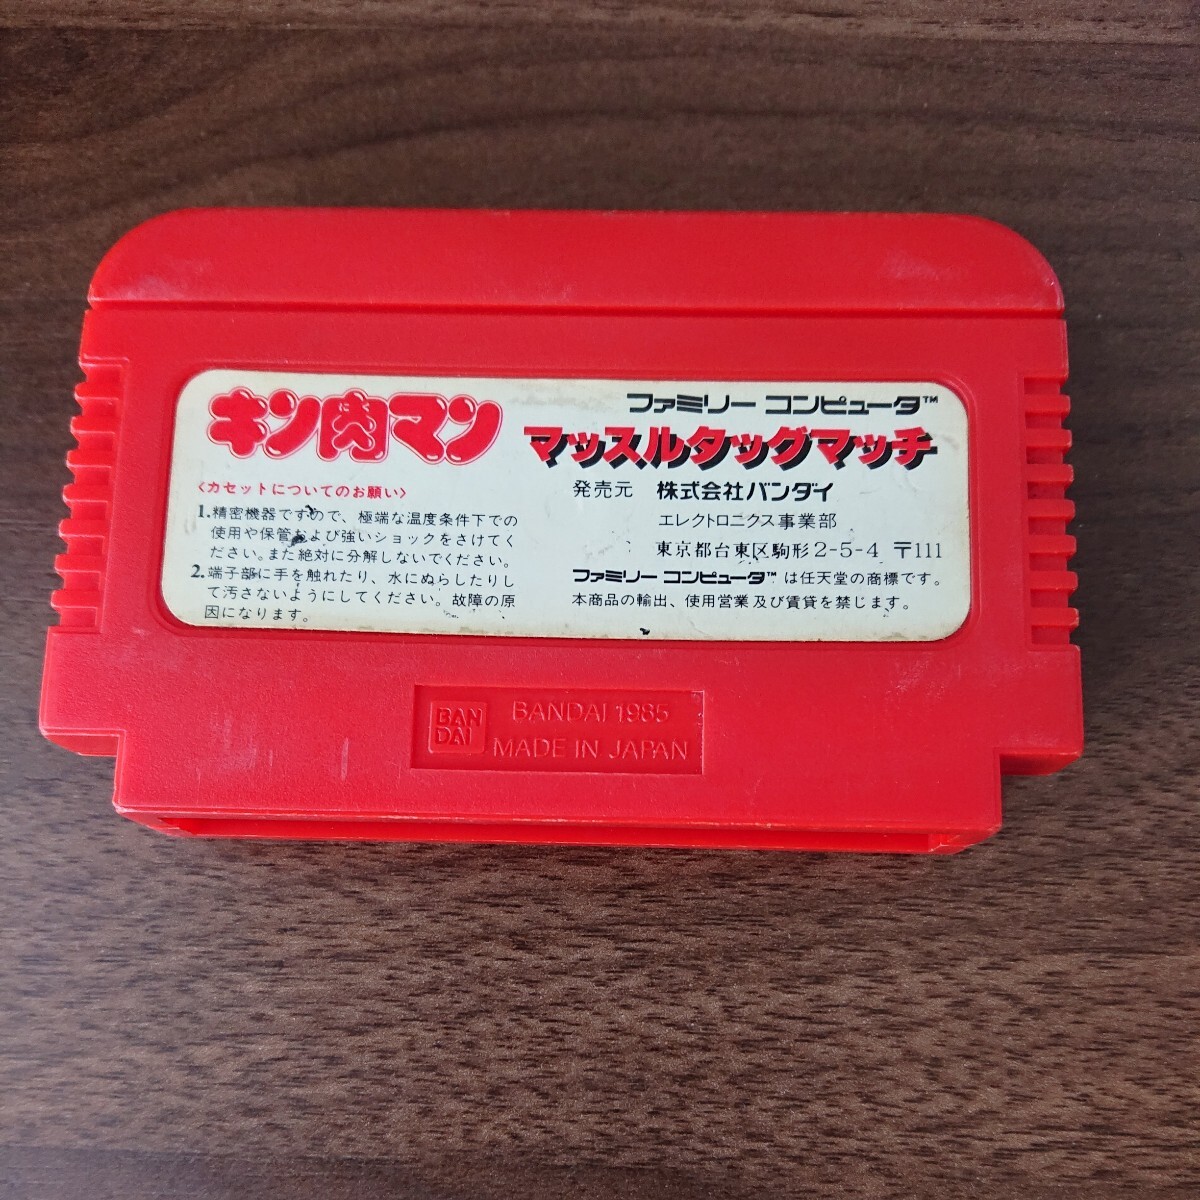 キン肉マン
ファミリー コンピュータ™
マッスルタッグマッチ
<カセットについてのお願い>
1.精密機器ですので、極端な温度条件下での
使用や保管および強いショックをさけてく
ださい。また絶対に分解しないでください。
2.端子部に手を触れたり、水にぬらしたりし
て汚さないようにしてください。故障の原
因になります。
発売元 株式会社バンダイ
エレクトロニクス事業部
東京都台東区駒形2-5-4 〒111
ファミリー コンピュータ™ は任天堂の商標です。
本商品の輸出、使用営業及び賃貸を禁じます。
BAN
DAI
BANDAI 1985
MADE IN JAPAN